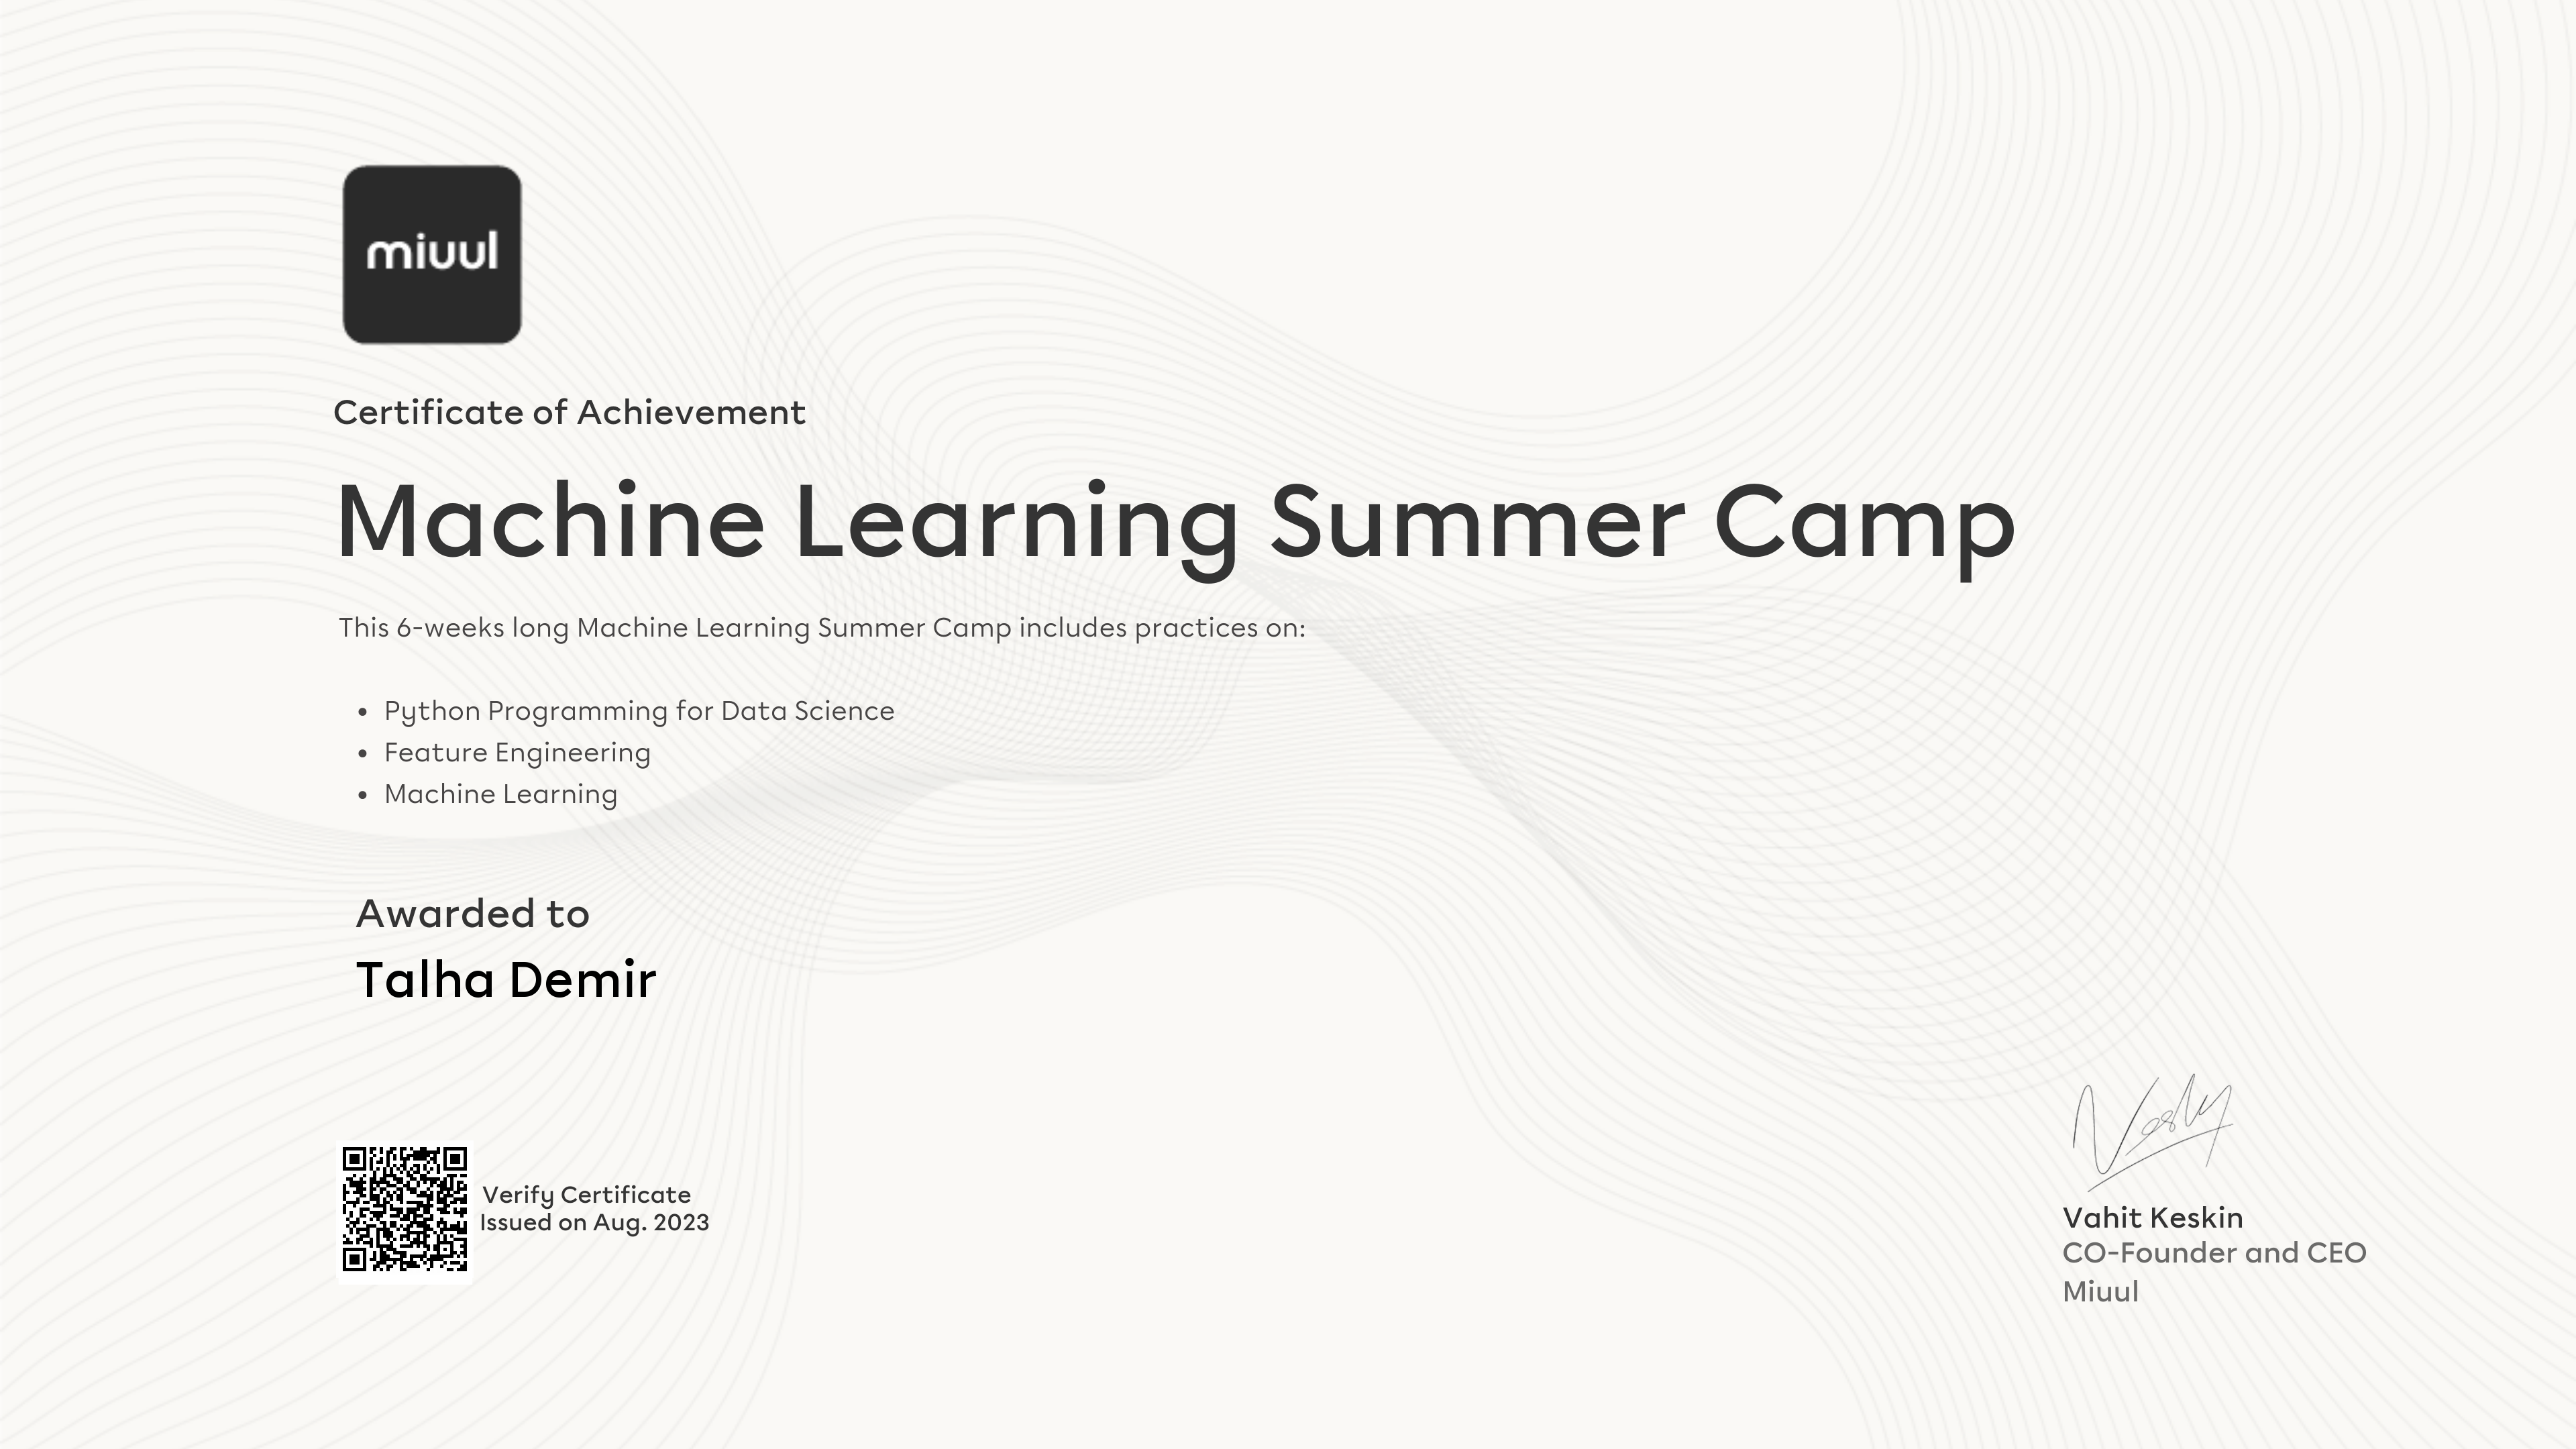 miuul
Certificate of Achievement
Machine Learning Summer Camp
This 6-weeks long Machine Learning Summer Camp includes practices on:
• Python Programming for Data Science
• Feature Engineering
• Machine Learning
Awarded to
Talha Demir
Verify Certificate
Issued on Aug. 2023
Vahit Keskin
CO-Founder and CEO
Miuul